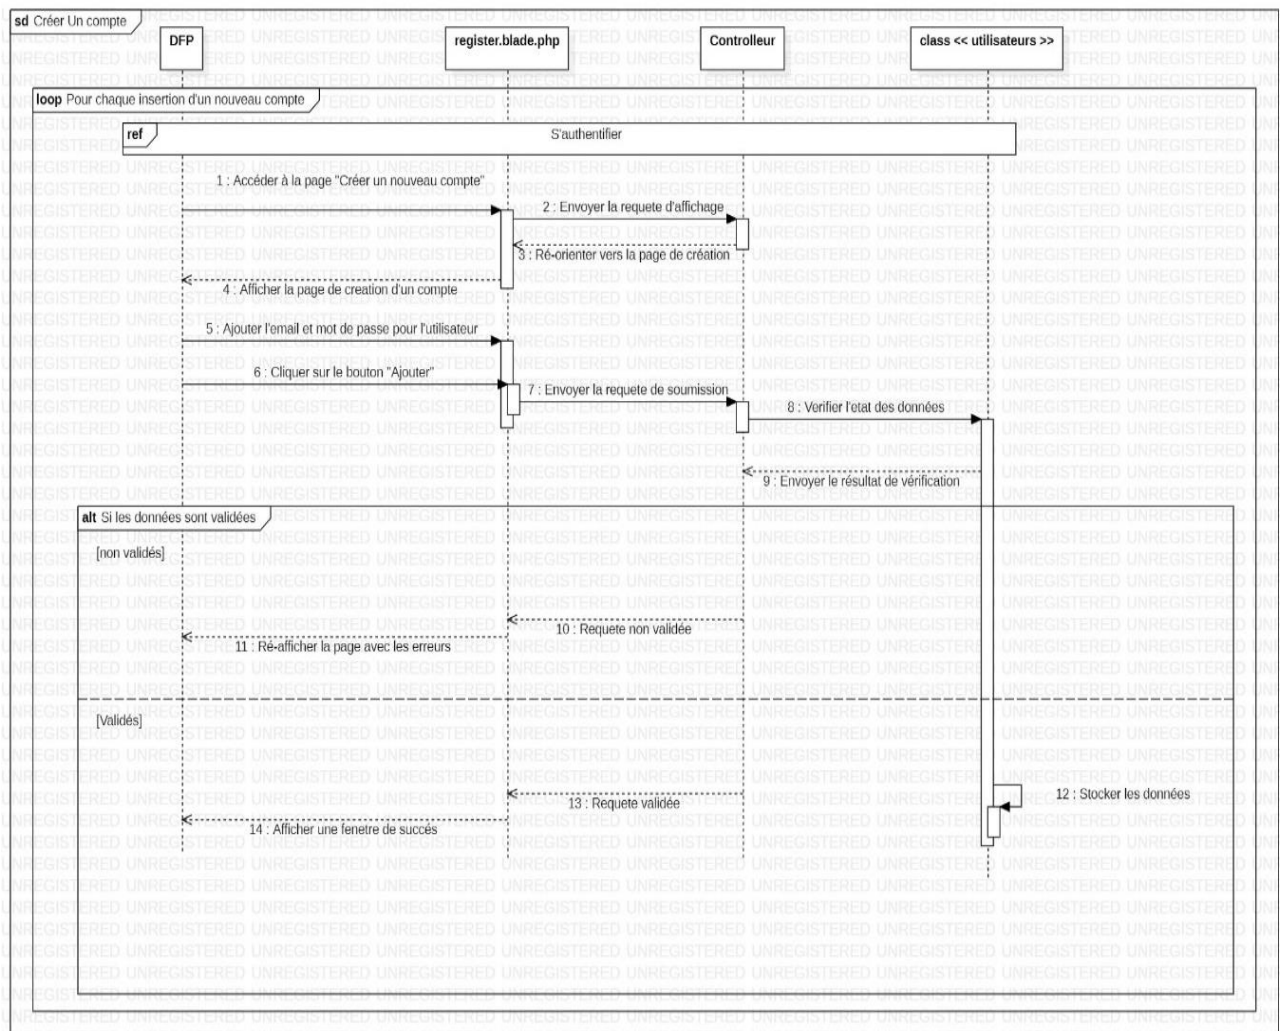 sd Créer Un compte
DFP
register.blade.php
Controlleur
class << utilisateurs >>
loop Pour chaque insertion d'un nouveau compte
ref
S'authentifier
1 : Accéder à la page "Créer un nouveau compte"
2 : Envoyer la requete d'affichage
3 : Ré-orienter vers la page de création
4 : Afficher la page de creation d'un compte
5 : Ajouter l'email et mot de passe pour l'utilisateur
6 : Cliquer sur le bouton "Ajouter"
7 : Envoyer la requete de soumission
8 : Verifier l'etat des données
9 : Envoyer le résultat de vérification
alt Si les données sont validées
[non validés]
10 : Requete non validée
11 : Ré-afficher la page avec les erreurs
[Validés]
12 : Stocker les données
13 : Requete validée
14 : Afficher une fenetre de succés
UNREGISTERED